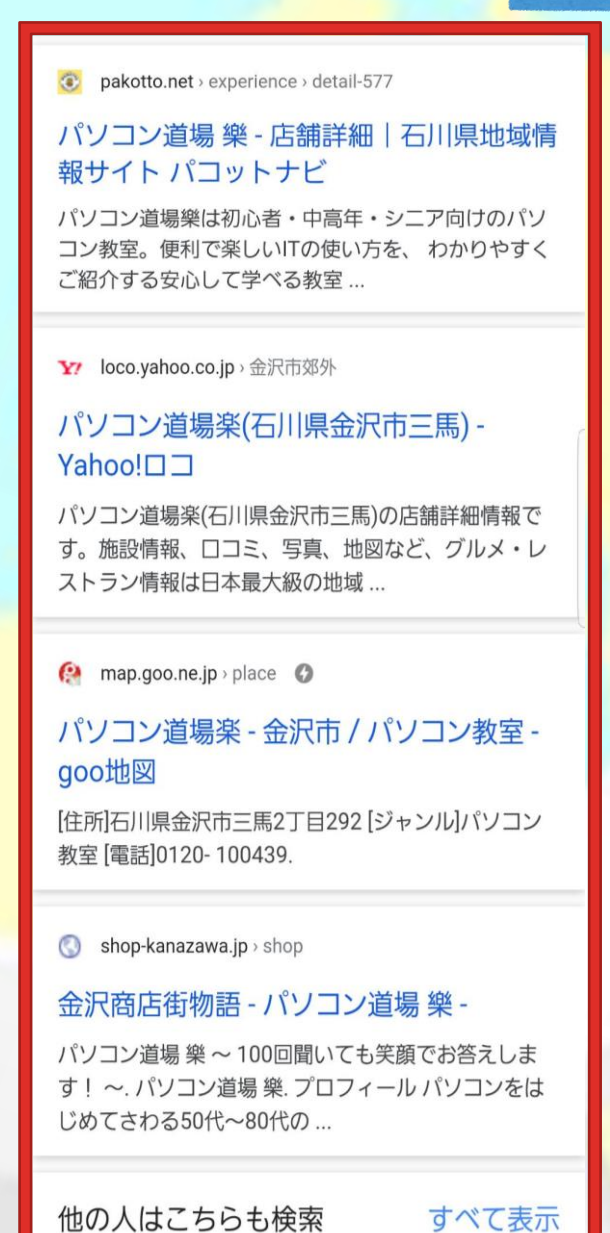 pakotto.net › experience › detail-577
パソコン道場 樂 - 店舗詳細｜石川県地域情
報サイト パコットナビ
パソコン道場樂は初心者・中高年・シニア向けのパソ
コン教室。便利で楽しいITの使い方を、 わかりやすく
ご紹介する安心して学べる教室 ...
loco.yahoo.co.jp › 金沢市郊外
パソコン道場楽(石川県金沢市三馬) -
Yahoo!ロコ
パソコン道場楽(石川県金沢市三馬)の店舗詳細情報で
す。施設情報、口コミ、写真、地図など、グルメ・レ
ストラン情報は日本最大級の地域 ...
map.goo.ne.jp › place
パソコン道場楽 - 金沢市 / パソコン教室 -
goo地図
[住所]石川県金沢市三馬2丁目292 [ジャンル]パソコン
教室 [電話]0120- 100439.
shop-kanazawa.jp › shop
金沢商店街物語 - パソコン道場 樂 -
パソコン道場 樂 ～ 100回聞いても笑顔でお答えしま
す！ ～. パソコン道場 樂. プロフィール パソコンをは
じめてさわる50代～80代の ...
他の人はこちらも検索 すべて表示